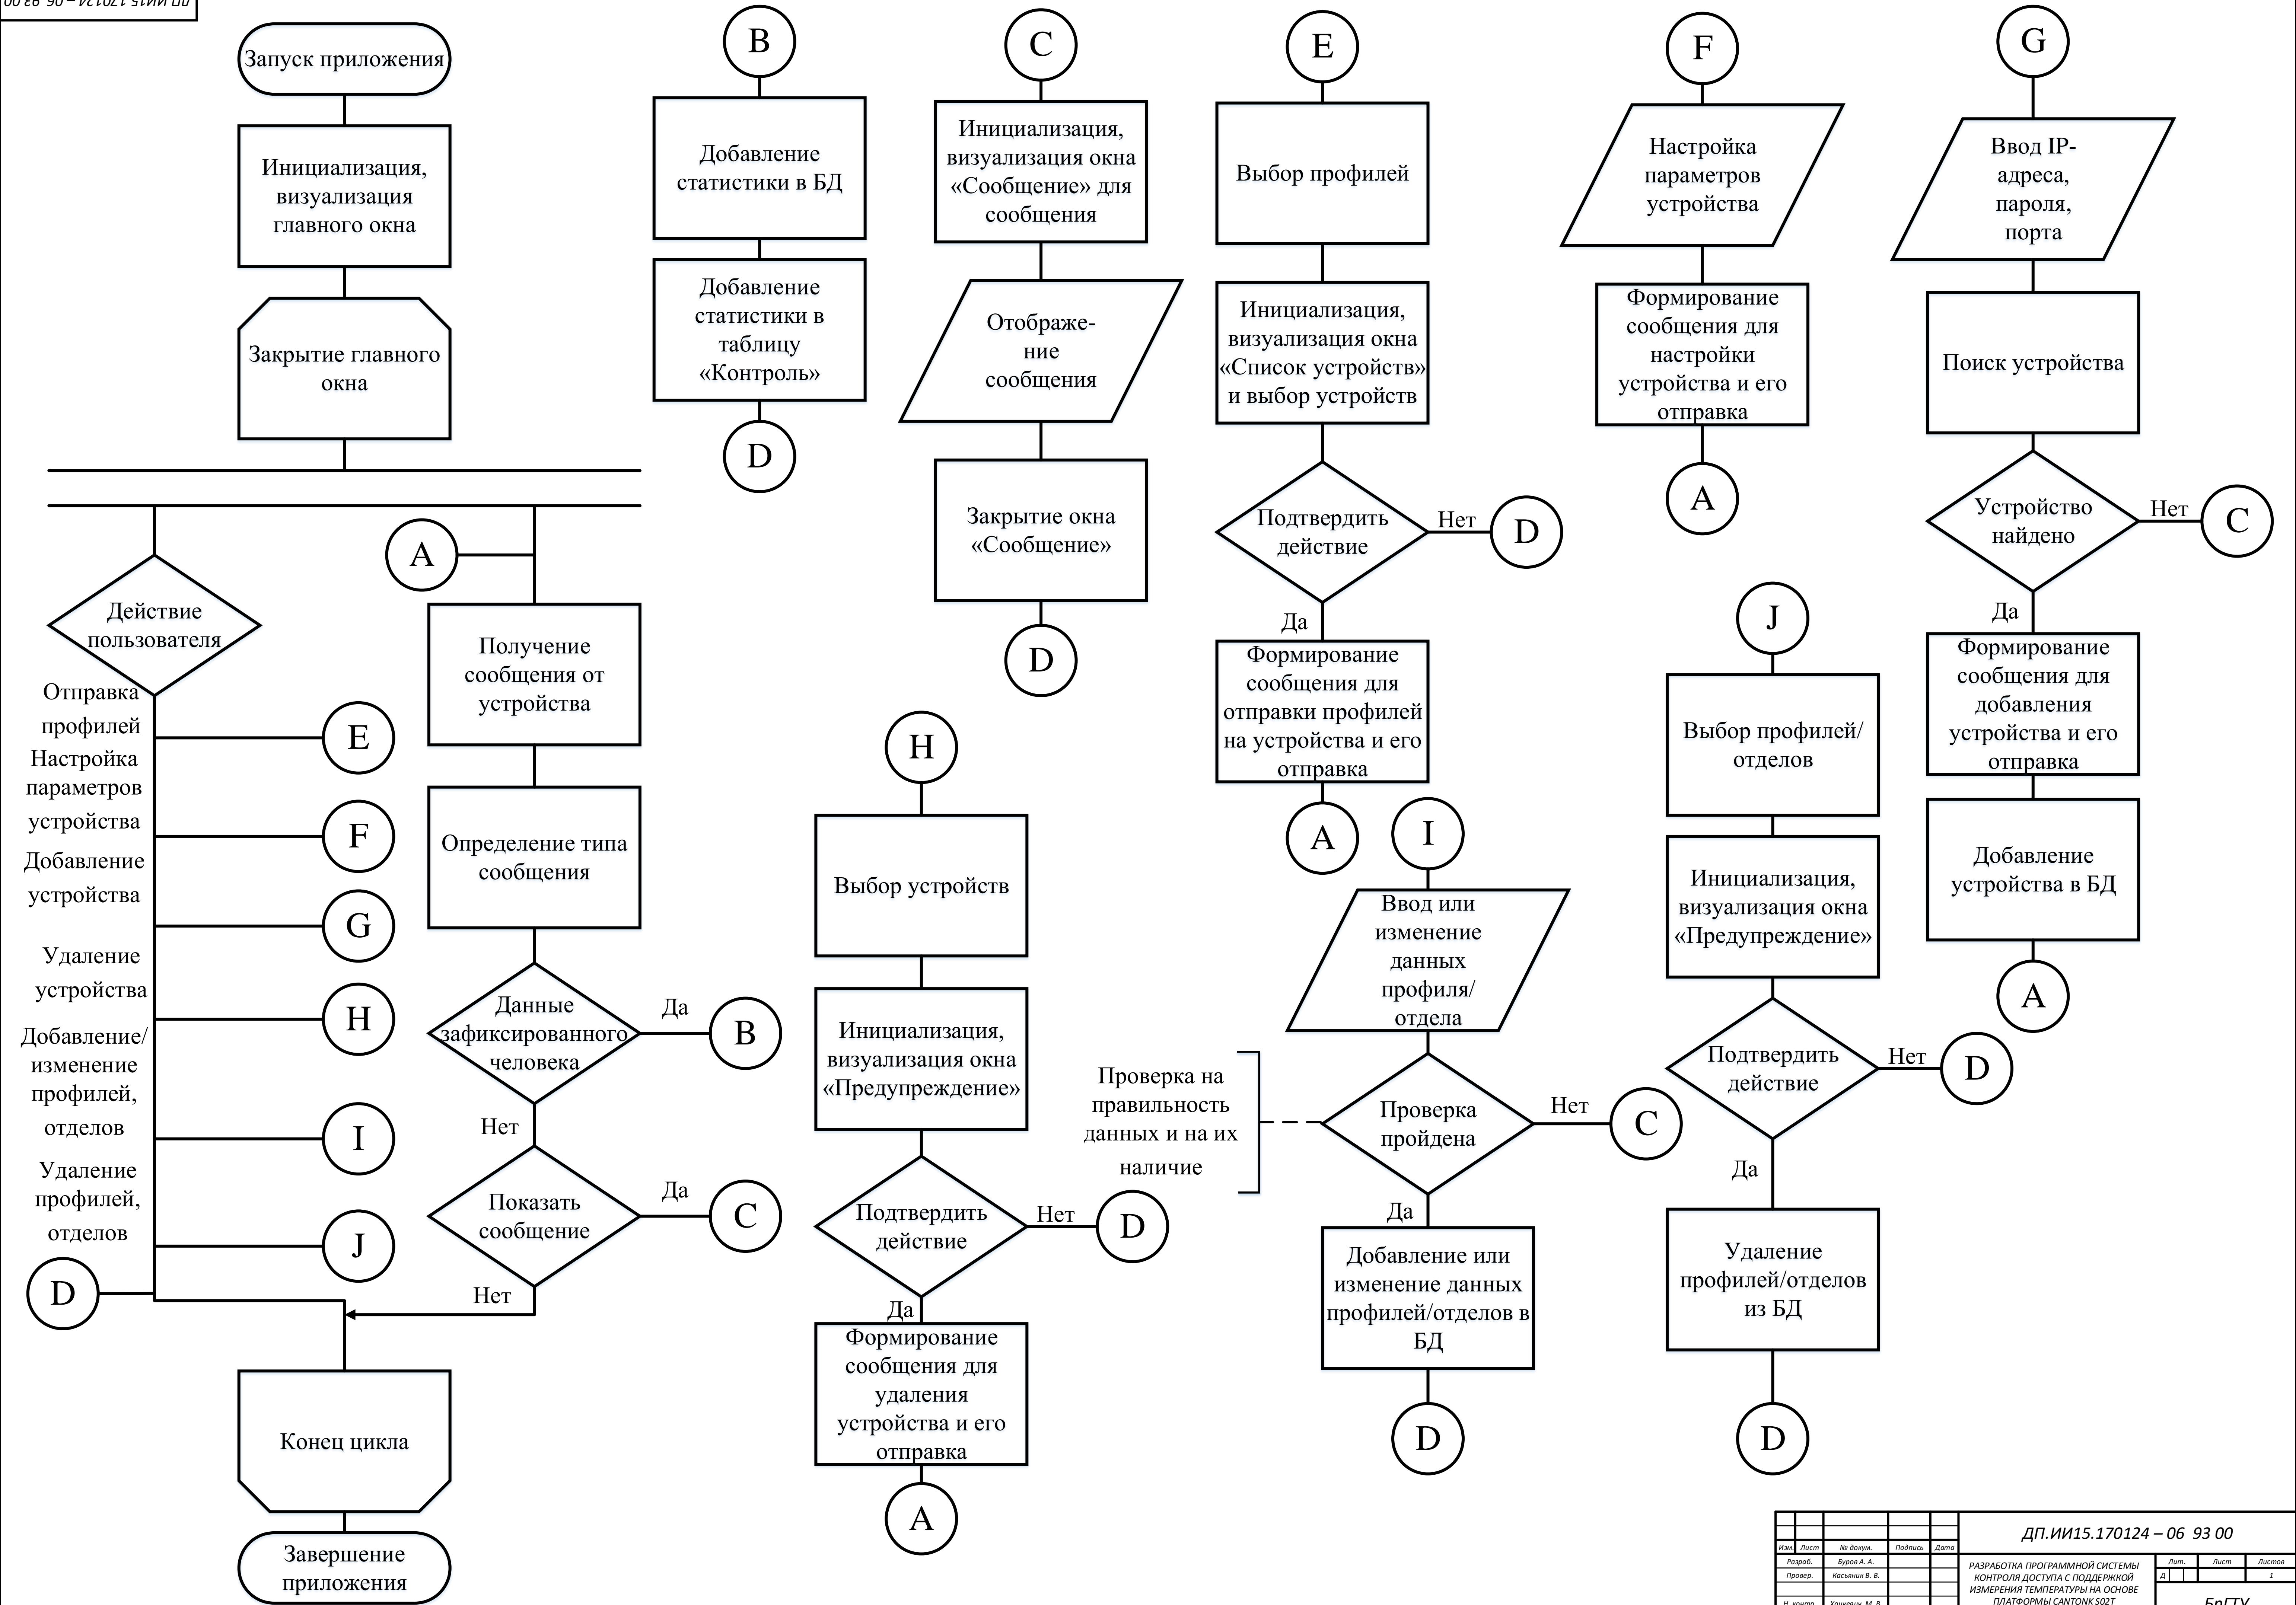 ДП.ИИ15.170124 – 06 93 00
Запуск приложения
Инициализация,
визуализация
главного окна
Закрытие главного
окна
Действие
пользователя
Отправка
профилей
E
Настройка
параметров
устройства
F
Добавление
устройства
G
Удаление
устройства
H
Добавление/
изменение
профилей,
отделов
I
Удаление
профилей,
отделов
J
D
A
Получение
сообщения от
устройства
Определение типа
сообщения
Данные
зафиксированного
человека
Да
B
Нет
Показать
сообщение
Да
C
Нет
Конец цикла
Завершение
приложения
B
Добавление
статистики в БД
Добавление
статистики в
таблицу
«Контроль»
D
C
Инициализация,
визуализация окна
«Сообщение» для
сообщения
Отображе-
ние
сообщения
Закрытие окна
«Сообщение»
D
H
Выбор устройств
Инициализация,
визуализация окна
«Предупреждение»
Подтвердить
действие
Нет
D
Да
Формирование
сообщения для
удаления
устройства и его
отправка
A
E
Выбор профилей
Инициализация,
визуализация окна
«Список устройств»
и выбор устройств
Подтвердить
действие
Нет
D
Да
Формирование
сообщения для
отправки профилей
на устройства и его
отправка
A
I
Ввод или
изменение
данных
профиля/
отдела
Проверка на
правильность
данных и на их
наличие
Проверка
пройдена
Нет
C
Да
Добавление или
изменение данных
профилей/отделов в
БД
D
F
Настройка
параметров
устройства
Формирование
сообщения для
настройки
устройства и его
отправка
A
J
Выбор профилей/
отделов
Инициализация,
визуализация окна
«Предупреждение»
Подтвердить
действие
Нет
D
Да
Удаление
профилей/отделов
из БД
D
G
Ввод IP-
адреса,
пароля,
порта
Поиск устройства
Устройство
найдено
Нет
C
Да
Формирование
сообщения для
добавления
устройства и его
отправка
Добавление
устройства в БД
A
ДП.ИИ15.170124 – 06 93 00
Изм. Лист № докум. Подпись Дата
Разраб. Буров А. А.
Провер. Касьяник В. В.
Н. контр.
РАЗРАБОТКА ПРОГРАММНОЙ СИСТЕМЫ
КОНТРОЛЯ ДОСТУПА С ПОДДЕРЖКОЙ
ИЗМЕРЕНИЯ ТЕМПЕРАТУРЫ НА ОСНОВЕ
ПЛАТФОРМЫ CANTONK S02T
Лит. Лист Листов
Д 1
БрГТУ